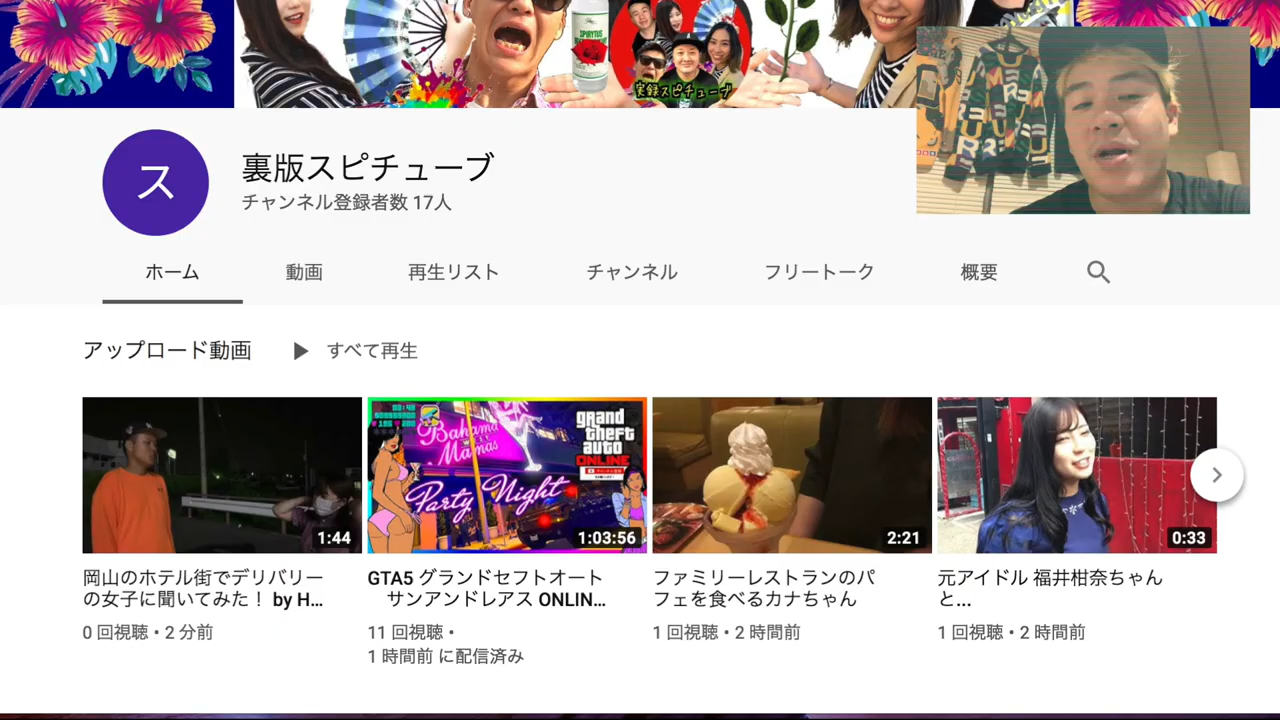 SPIRYTUS
実録スピチューブ
ス
裏版スピチューブ
チャンネル登録者数 17人
ホーム
動画
再生リスト
チャンネル
フリートーク
概要
アップロード動画
すべて再生
1:44
Bahama
Mamas
Party Night
grand
theft
auto
ONLINE
1:03:56
2:21
0:33
岡山のホテル街でデリバリー
の女子に聞いてみた！ by H...
0 回視聴・2 分前
GTA5 グランドセフトオート
サンアンドレアス ONLIN...
11 回視聴・
1 時間前 に配信済み
ファミリーレストランのパ
フェを食べるカナちゃん
1 回視聴・2 時間前
元アイドル 福井柑奈ちゃん
と...
1 回視聴・2 時間前